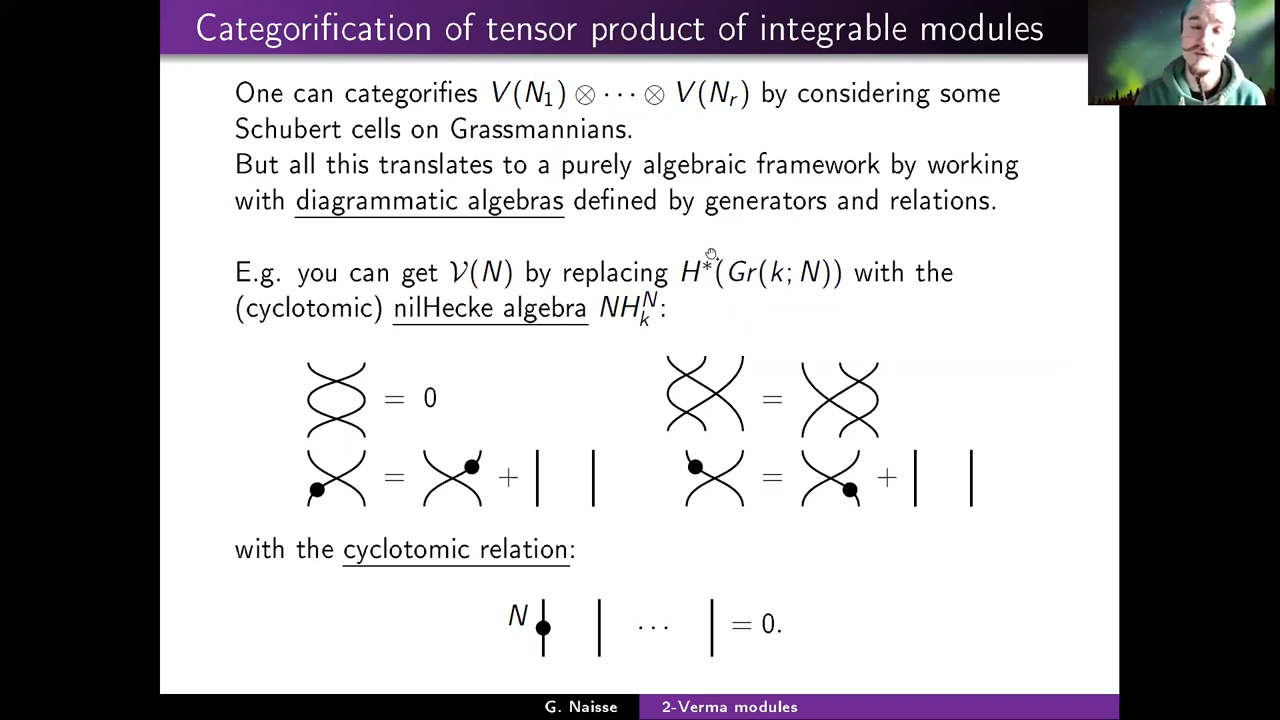 Categorification of tensor product of integrable modules
One can categorifies V(N₁) ⊗ ··· ⊗ V(Nᵣ) by considering some
Schubert cells on Grassmannians.
But all this translates to a purely algebraic framework by working
with diagrammatic algebras defined by generators and relations.
E.g. you can get 𝒱(N) by replacing H*(Gr(k; N)) with the
(cyclotomic) nilHecke algebra NH_k^N:
= 0
=
= +
= +
with the cyclotomic relation:
N ··· = 0.
G. Naisse 2-Verma modules